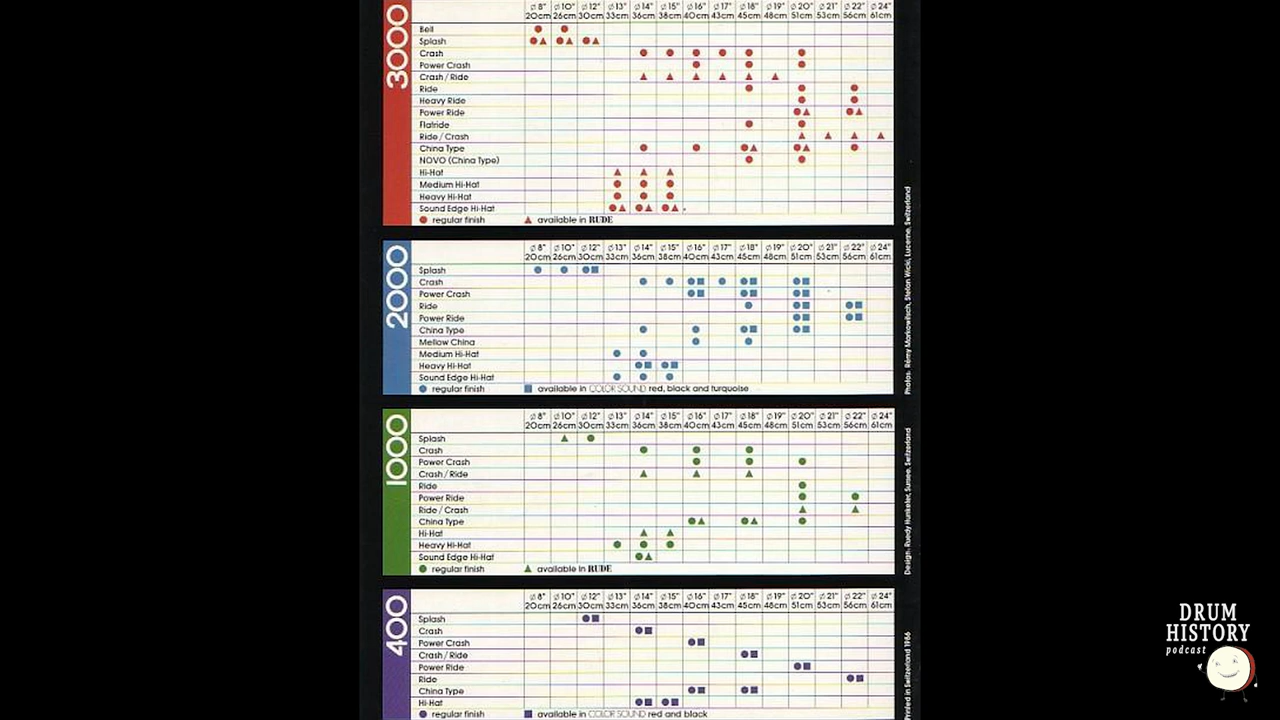 3000
ø 8" ø 10" ø 12" ø 13" ø 14" ø 15" ø 16" ø 17" ø 18" ø 19" ø 20" ø 21" ø 22" ø 24"
20cm 26cm 30cm 33cm 36cm 38cm 40cm 43cm 45cm 48cm 51cm 53cm 56cm 61cm
Bell
Splash
Crash
Power Crash
Crash / Ride
Ride
Heavy Ride
Power Ride
Flatride
Ride / Crash
China Type
NOVO (China Type)
Hi-Hat
Medium Hi-Hat
Heavy Hi-Hat
Sound Edge Hi-Hat
regular finish available in RUDE
2000
ø 8" ø 10" ø 12" ø 13" ø 14" ø 15" ø 16" ø 17" ø 18" ø 19" ø 20" ø 21" ø 22" ø 24"
20cm 26cm 30cm 33cm 36cm 38cm 40cm 43cm 45cm 48cm 51cm 53cm 56cm 61cm
Splash
Crash
Power Crash
Ride
Power Ride
China Type
Mellow China
Medium Hi-Hat
Heavy Hi-Hat
Sound Edge Hi-Hat
regular finish available in COLOR SOUND red, black and turquoise
1000
ø 8" ø 10" ø 12" ø 13" ø 14" ø 15" ø 16" ø 17" ø 18" ø 19" ø 20" ø 21" ø 22" ø 24"
20cm 26cm 30cm 33cm 36cm 38cm 40cm 43cm 45cm 48cm 51cm 53cm 56cm 61cm
Splash
Crash
Power Crash
Crash / Ride
Ride
Power Ride
Ride / Crash
China Type
Hi-Hat
Heavy Hi-Hat
Sound Edge Hi-Hat
regular finish available in RUDE
400
ø 8" ø 10" ø 12" ø 13" ø 14" ø 15" ø 16" ø 17" ø 18" ø 19" ø 20" ø 21" ø 22" ø 24"
20cm 26cm 30cm 33cm 36cm 38cm 40cm 43cm 45cm 48cm 51cm 53cm 56cm 61cm
Splash
Crash
Power Crash
Crash / Ride
Power Ride
Ride
China Type
Hi-Hat
regular finish available in COLOR SOUND red and black
Photos: Rémy Markowitsch, Stefan Wicki, Lucerne, Switzerland
Design: Ruedy Hunkeler, Sursee, Switzerland
Printed in Switzerland 1986
DRUM
HISTORY
podcast